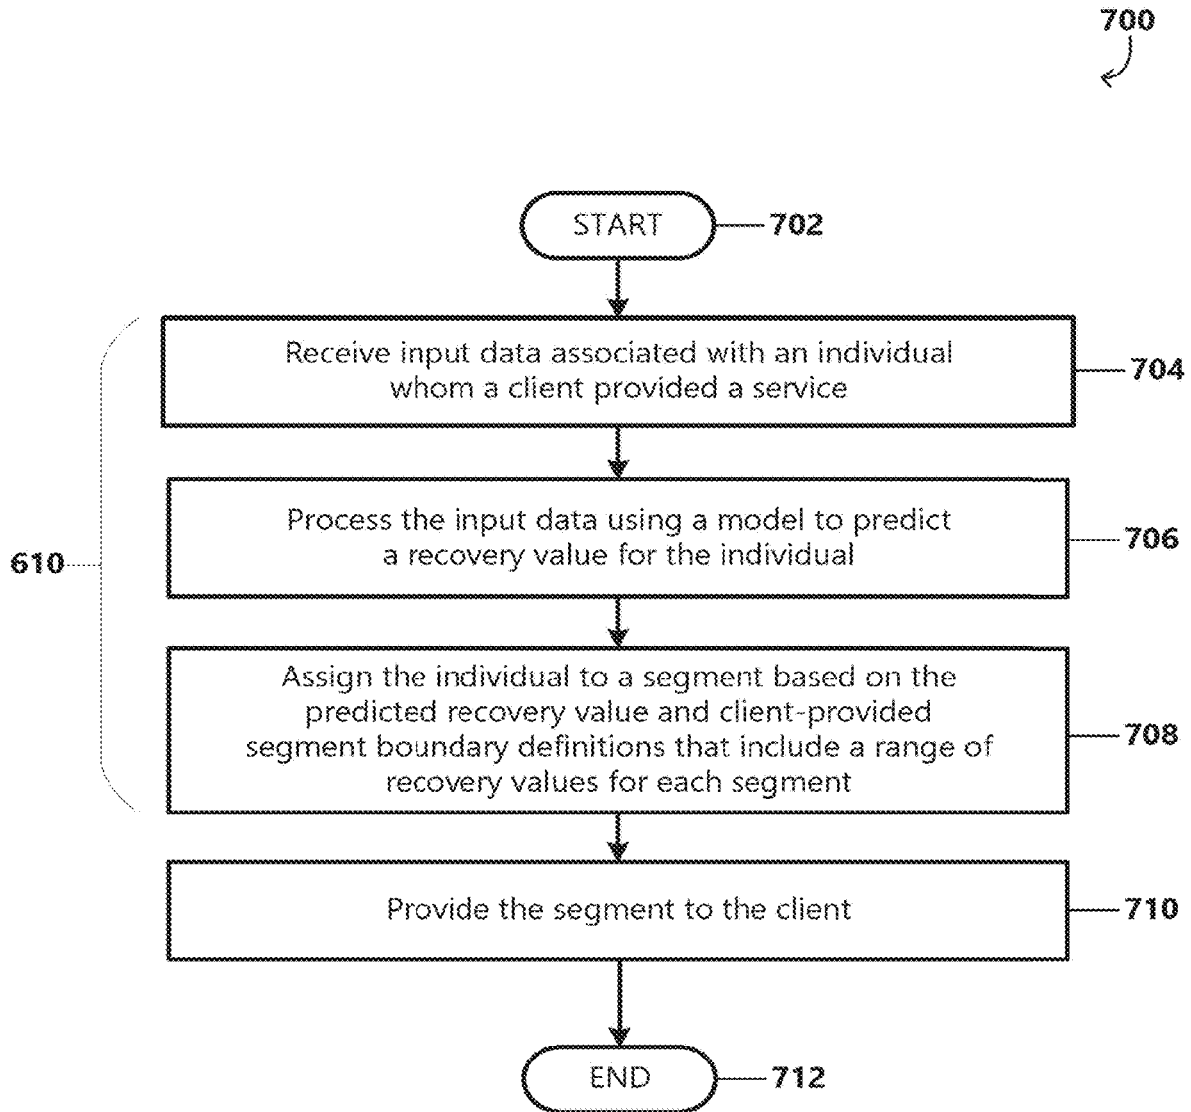 700
START
702
Receive input data associated with an individual
whom a client provided a service
704
Process the input data using a model to predict
a recovery value for the individual
706
610
Assign the individual to a segment based on the
predicted recovery value and client-provided
segment boundary definitions that include a range of
recovery values for each segment
708
Provide the segment to the client
710
END
712